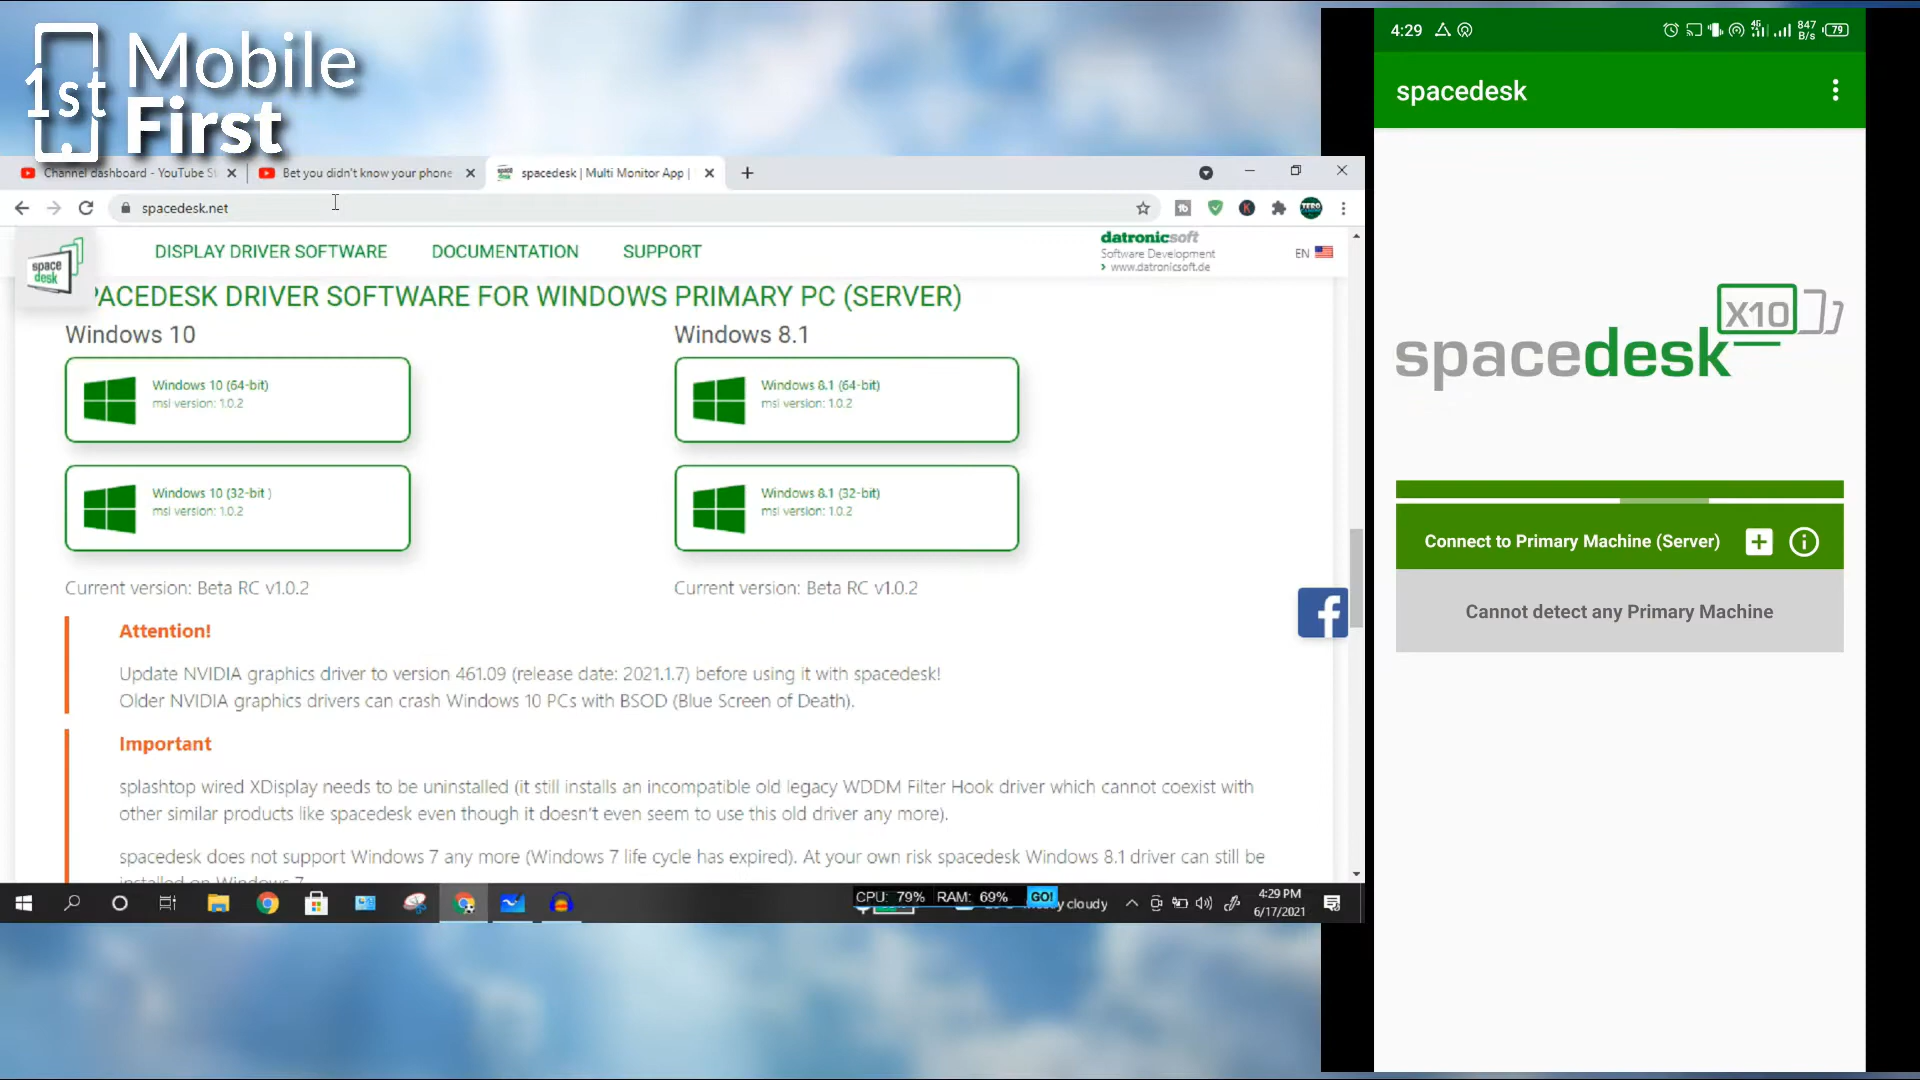 1st
Mobile
First
Channel dashboard - YouTube St
Bet you didn't know your phone
spacedesk | Multi Monitor App |
spacedesk.net
space
desk
DISPLAY DRIVER SOFTWARE
DOCUMENTATION
SUPPORT
datronicsoft
Software Development
> www.datronicsoft.de
EN
PACEDESK DRIVER SOFTWARE FOR WINDOWS PRIMARY PC (SERVER)
Windows 10
Windows 8.1
Windows 10 (64-bit)
msi version: 1.0.2
Windows 8.1 (64-bit)
msi version: 1.0.2
Windows 10 (32-bit )
msi version: 1.0.2
Windows 8.1 (32-bit)
msi version: 1.0.2
Current version: Beta RC v1.0.2
Current version: Beta RC v1.0.2
Attention!
Update NVIDIA graphics driver to version 461.09 (release date: 2021.1.7) before using it with spacedesk!
Older NVIDIA graphics drivers can crash Windows 10 PCs with BSOD (Blue Screen of Death).
Important
splashtop wired XDisplay needs to be uninstalled (it still installs an incompatible old legacy WDDM Filter Hook driver which cannot coexist with
other similar products like spacedesk even though it doesn't even seem to use this old driver any more).
spacedesk does not support Windows 7 any more (Windows 7 life cycle has expired). At your own risk spacedesk Windows 8.1 driver can still be
installed on Windows 7
CPU: 79% RAM: 69% GO!
cloudy
4:29 PM
6/17/2021
4:29
4G
847
B/s
79
spacedesk
X10
spacedesk
Connect to Primary Machine (Server)
Cannot detect any Primary Machine